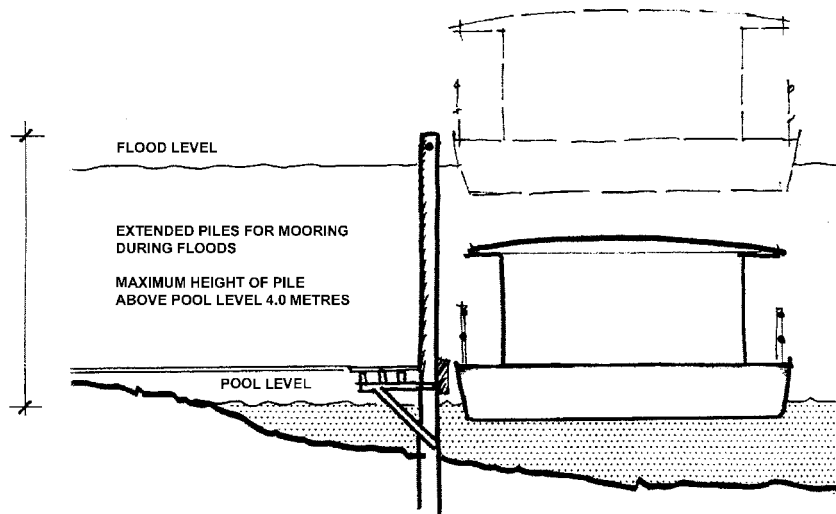 FLOOD LEVEL
EXTENDED PILES FOR MOORING
DURING FLOODS
MAXIMUM HEIGHT OF PILE
ABOVE POOL LEVEL 4.0 METRES
POOL LEVEL